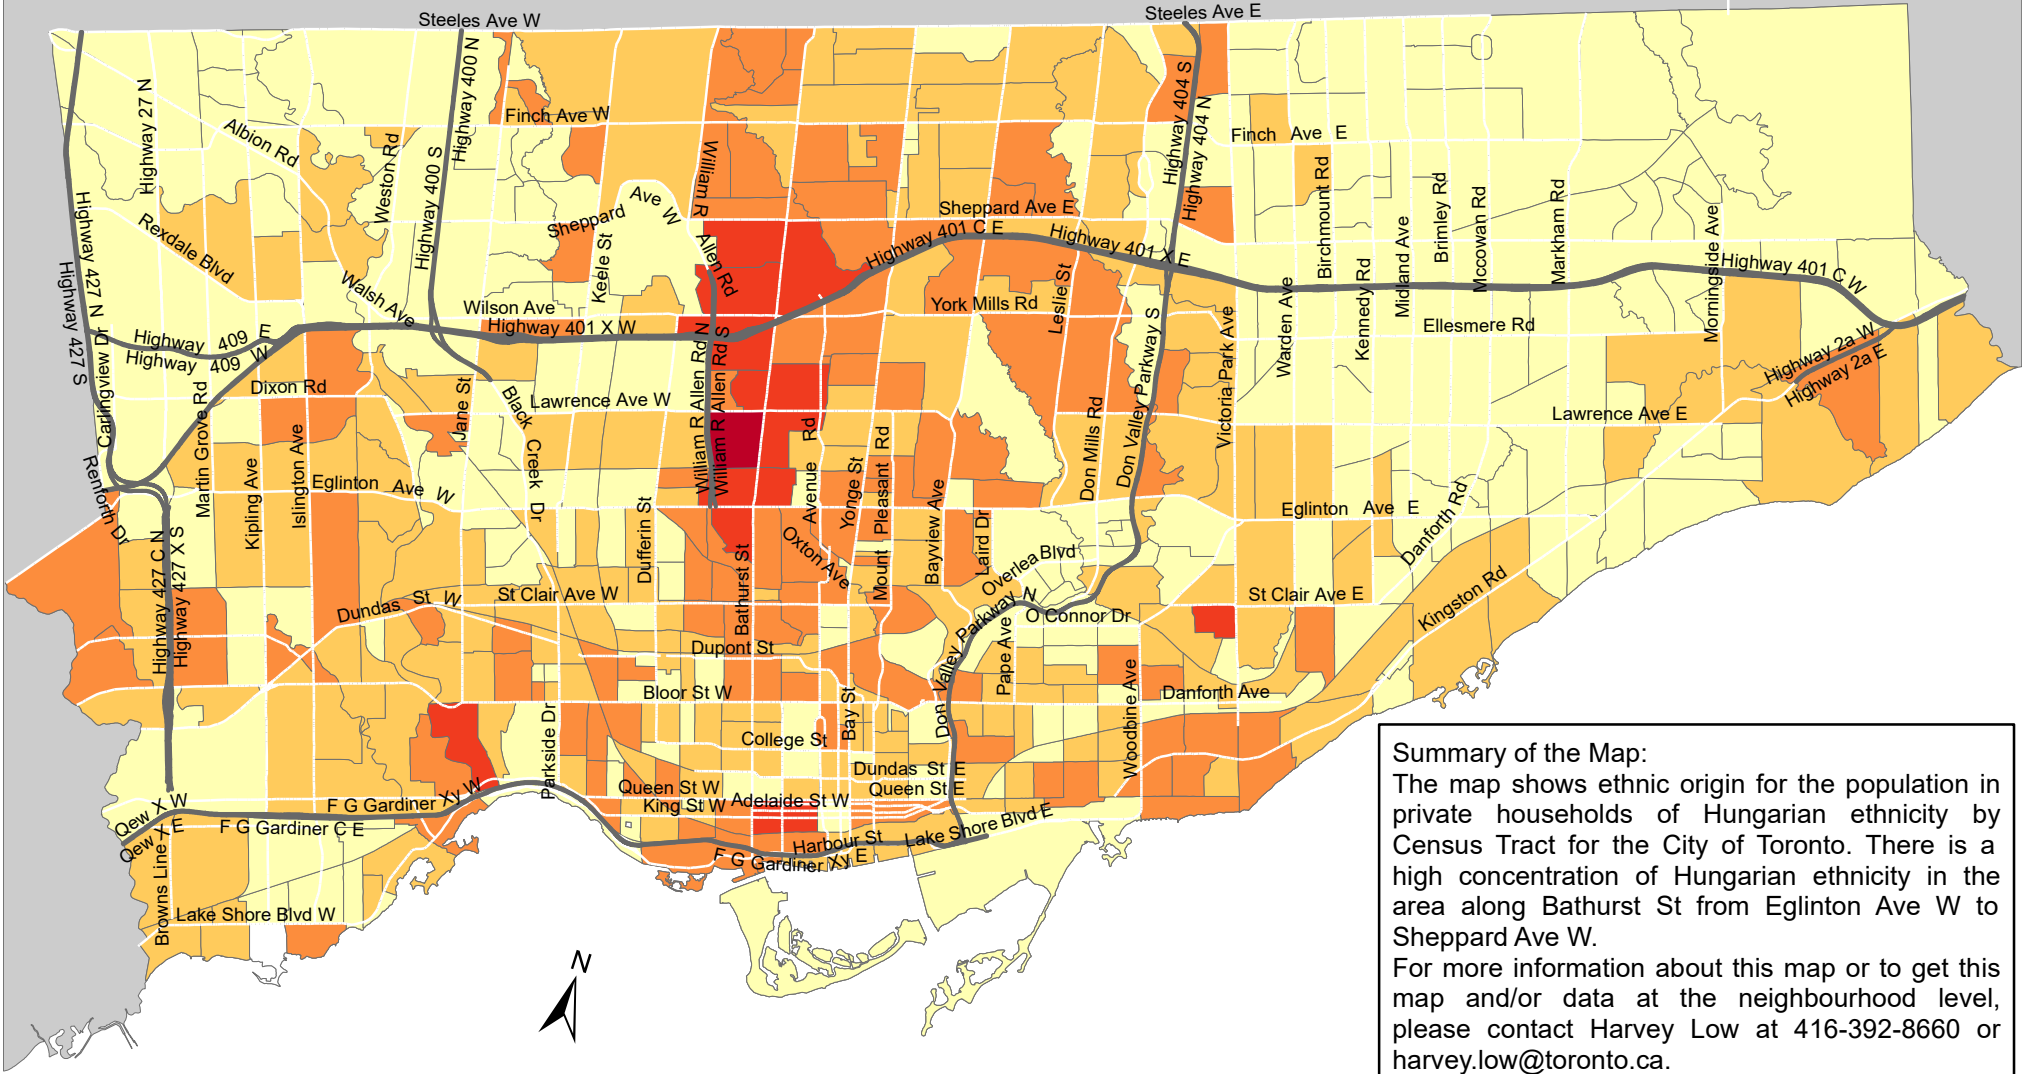 Steeles Ave W
Steeles Ave E
Highway 27 N
Albion Rd
Weston Rd
Highway 400 N
Highway 400 S
Finch Ave W
William R
Allen Rd
Highway 404 S
Highway 404 N
Finch Ave E
Highway 427 N
Highway 427 N
Highway 427 S
Rexdale Blvd
Walsh Ave
Sheppard Ave W
Keele St
Sheppard Ave E
Highway 401 C E
Highway 401 X E
Leslie St
York Mills Rd
Birchmount Rd
Warden Ave
Kennedy Rd
Midland Ave
Brimley Rd
Mccowan Rd
Markham Rd
Morningside Ave
Highway 401 C W
Ellesmere Rd
Highway 2a W
Highway 2a E
Highway 409 E
Highway 409 W
Carlingview Dr
Wilson Ave
Highway 401 X W
Dixon Rd
Martin Grove Rd
Jane St
Black Creek Dr
Lawrence Ave W
William R Allen Rd N
William R Allen Rd S
Avenue Rd
Yonge St
Mount Pleasant Rd
Bayview Ave
Laird Dr
Don Mills Rd
Don Valley Parkway S
Victoria Park Ave
Lawrence Ave E
Renforth Dr
Kipling Ave
Islington Ave
Eglinton Ave W
Dufferin St
Bathurst St
Oxton Ave
Overlea Blvd
Eglinton Ave E
Danforth Rd
Kingston Rd
Highway 427 C N
Highway 427 X S
Dundas St W
St Clair Ave W
O Connor Dr
St Clair Ave E
Dupont St
Don Valley Parkway N
Pape Ave
Woodbine Ave
Danforth Ave
Bloor St W
Bay St
Parkside Dr
College St
Dundas St E
Queen St E
Queen St W
King St W
Adelaide St W
Qew X W
Qew X E
F G Gardiner Xy W
F G Gardiner C E
Harbour St
Lake Shore Blvd E
F G Gardiner Xy E
Browns Line
Lake Shore Blvd W
N
Summary of the Map:
The map shows ethnic origin for the population in
private households of Hungarian ethnicity by
Census Tract for the City of Toronto. There is a
high concentration of Hungarian ethnicity in the
area along Bathurst St from Eglinton Ave W to
Sheppard Ave W.
For more information about this map or to get this
map and/or data at the neighbourhood level,
please contact Harvey Low at 416-392-8660 or
harvey.low@toronto.ca.